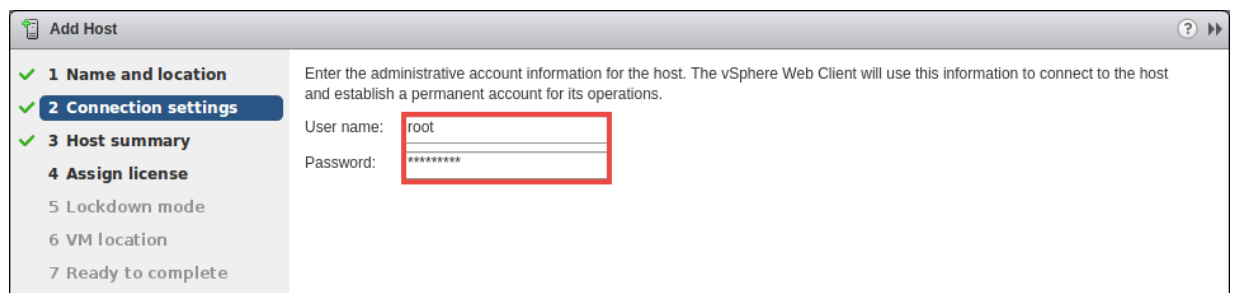 Add Host
?
1 Name and location
2 Connection settings
3 Host summary
4 Assign license
5 Lockdown mode
6 VM location
7 Ready to complete
Enter the administrative account information for the host. The vSphere Web Client will use this information to connect to the host
and establish a permanent account for its operations.
User name: root
Password: *********